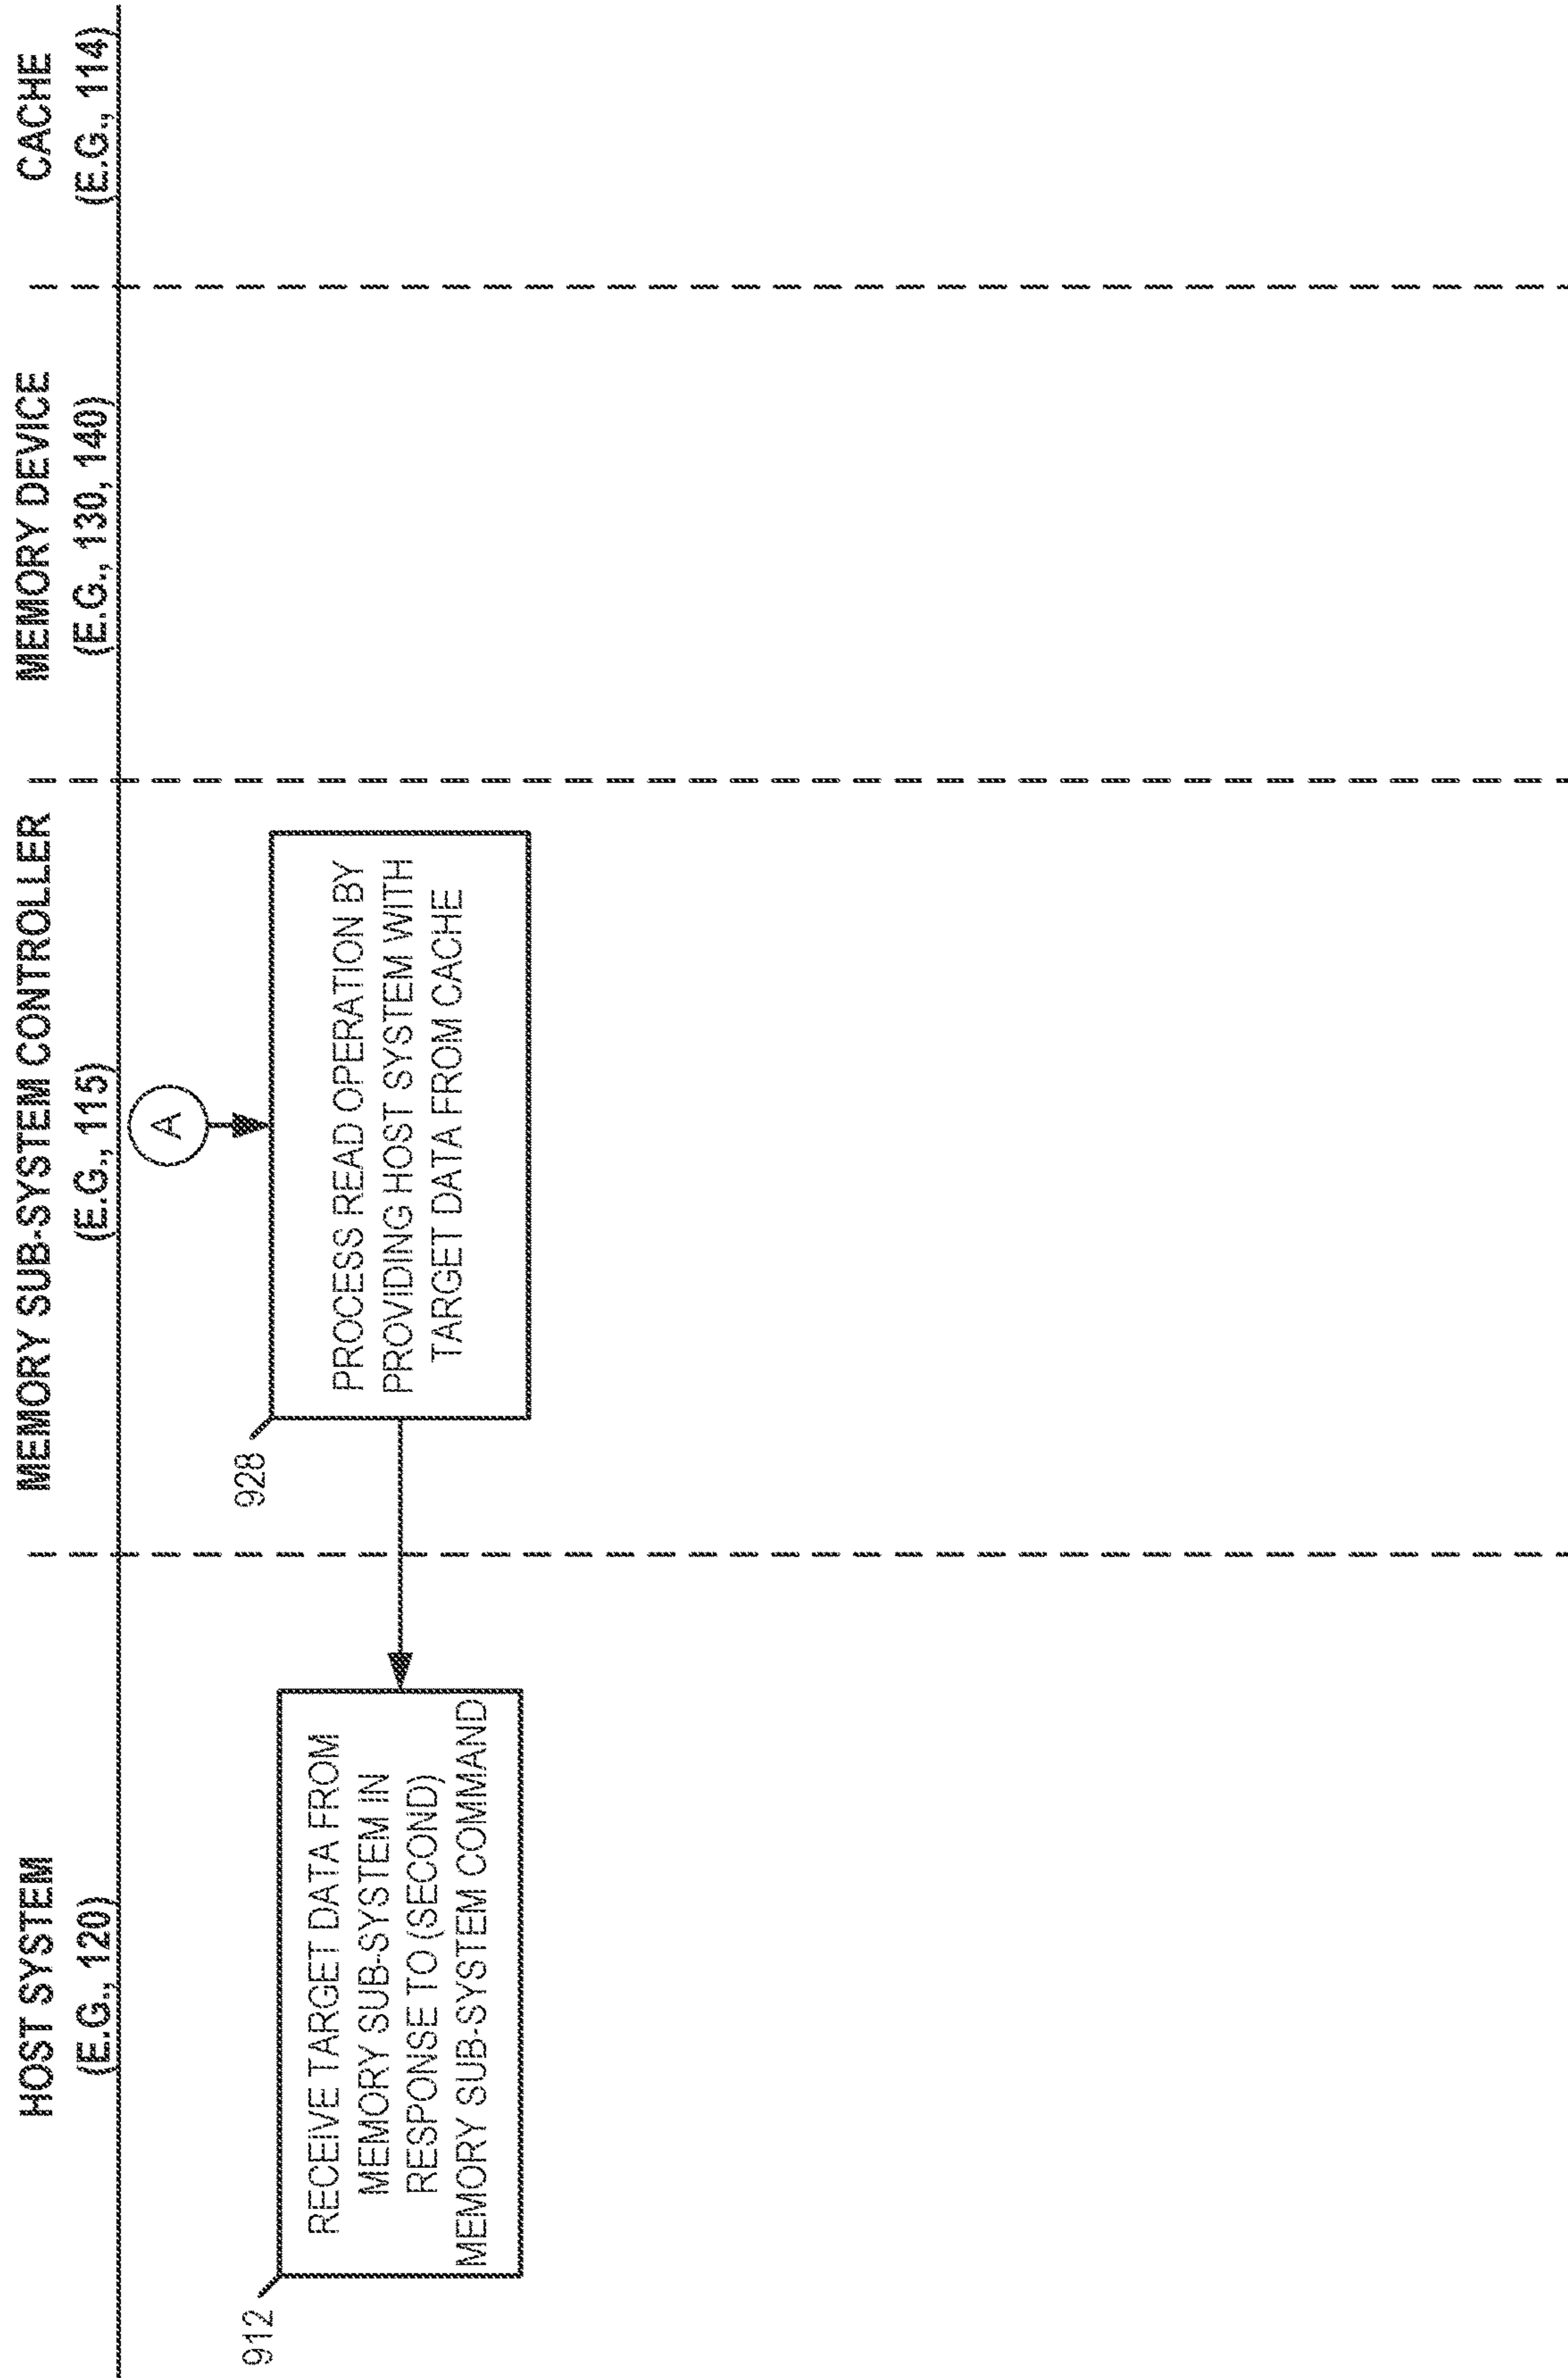 HOST SYSTEM
(E.G., 120)
MEMORY SUB-SYSTEM CONTROLLER
(E.G., 115)
MEMORY DEVICE
(E.G., 130, 140)
CACHE
(E.G., 114)
A
928
PROCESS READ OPERATION BY
PROVIDING HOST SYSTEM WITH
TARGET DATA FROM CACHE
912
RECEIVE TARGET DATA FROM
MEMORY SUB-SYSTEM IN
RESPONSE TO (SECOND)
MEMORY SUB-SYSTEM COMMAND